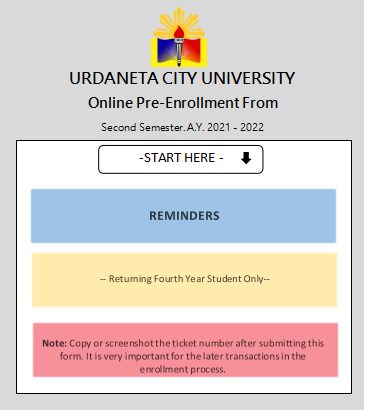 URDANETA CITY UNIVERSITY
Online Pre-Enrollment From
Second Semester.A.Y. 2021 - 2022
-START HERE -
REMINDERS
-- Returning Fourth Year Student Only--
Note: Copy or screenshot the ticket number after submitting this
form. It is very important for the later transactions in the
enrollment process.